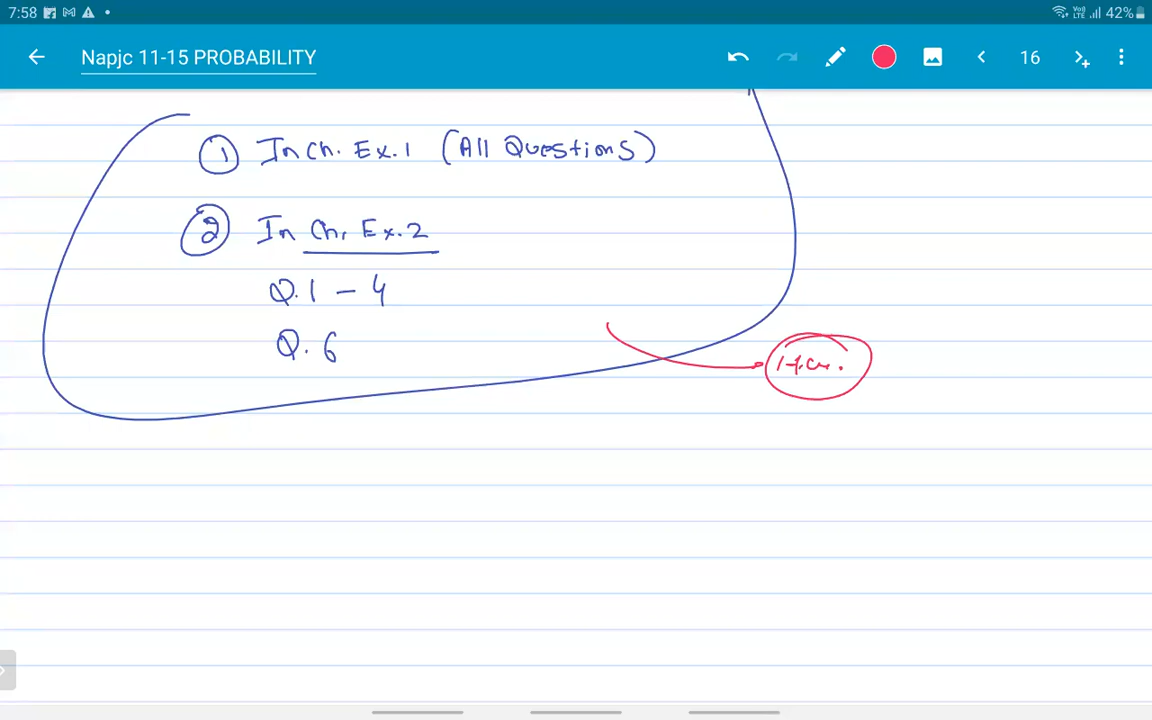 7:58 42%
Napjc 11-15 PROBABILITY 16
① In Ch. Ex.1 (All Questions)
② In Ch. Ex.2
Q.1 - 4
Q. 6
H.W.